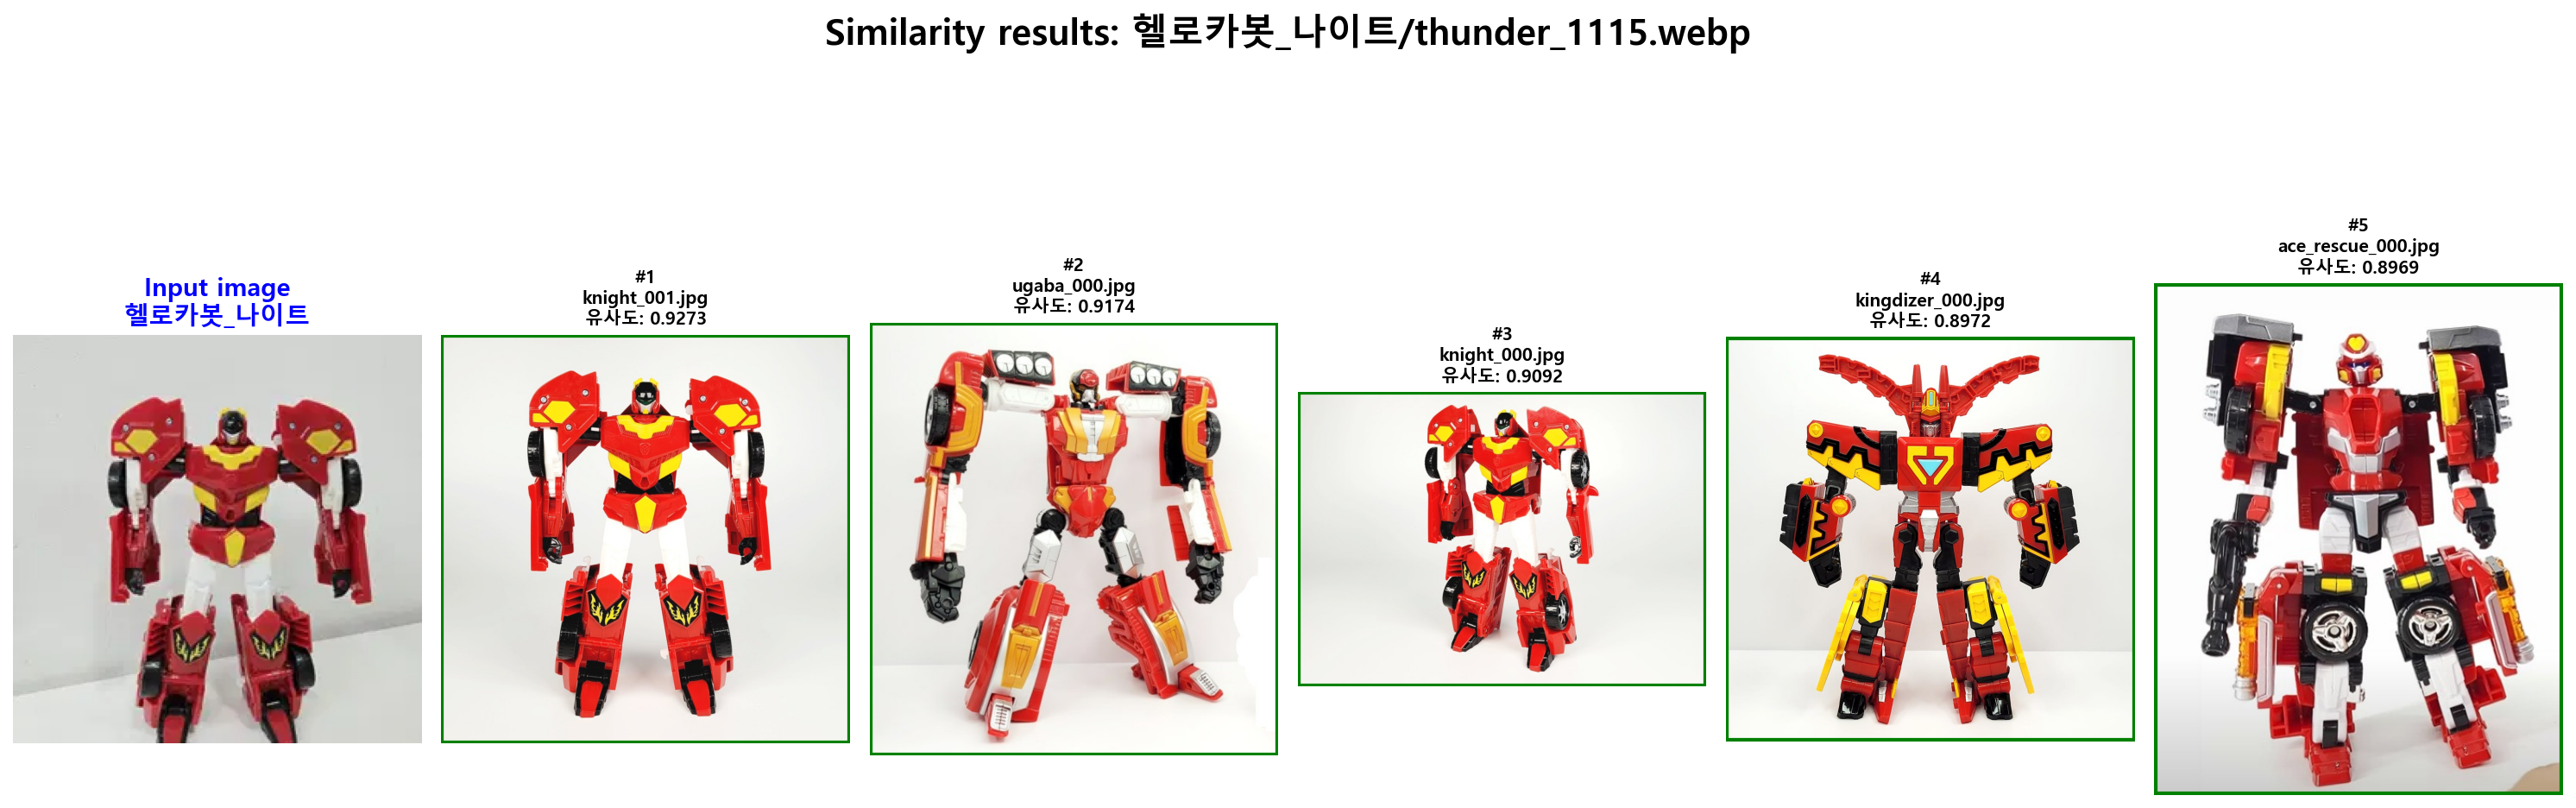 Similarity results: 헬로카봇_나이트/thunder_1115.webp
Input image
헬로카봇_나이트
#1
knight_001.jpg
유사도: 0.9273
#2
ugaba_000.jpg
유사도: 0.9174
#3
knight_000.jpg
유사도: 0.9092
#4
kingdizer_000.jpg
유사도: 0.8972
#5
ace_rescue_000.jpg
유사도: 0.8969